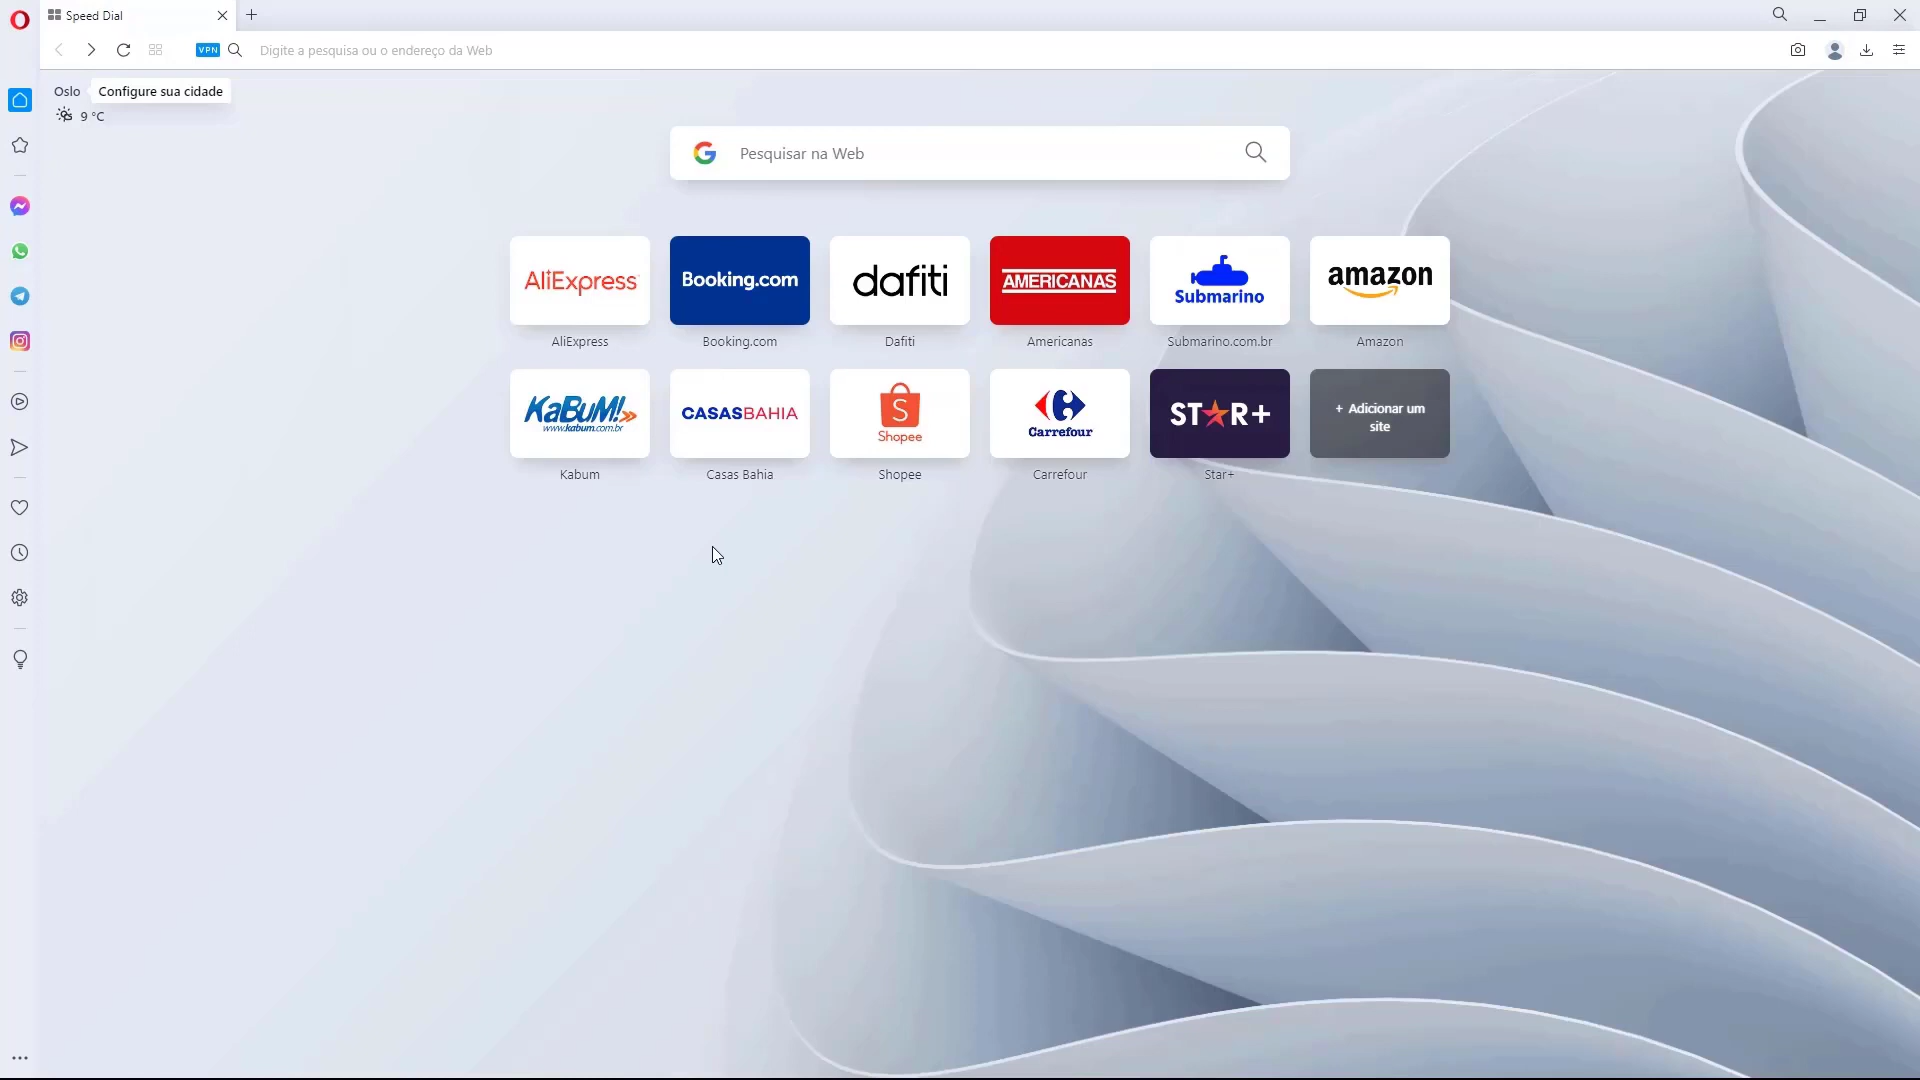 Speed Dial
VPN
Digite a pesquisa ou o endereço da Web
Oslo
Configure sua cidade
9 °C
Pesquisar na Web
AliExpress
Booking.com
dafiti
AMERICANAS
Submarino
amazon
AliExpress
Booking.com
Dafiti
Americanas
Submarino.com.br
Amazon
KaBuM!
www.kabum.com.br
CASASBAHIA
S
Shopee
Carrefour
ST★R+
+ Adicionar um
site
Kabum
Casas Bahia
Shopee
Carrefour
Star+